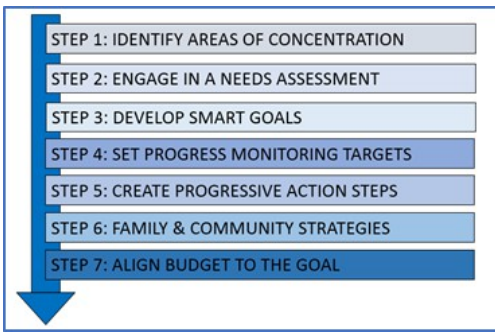 STEP 1: IDENTIFY AREAS OF CONCENTRATION
STEP 2: ENGAGE IN A NEEDS ASSESSMENT
STEP 3: DEVELOP SMART GOALS
STEP 4: SET PROGRESS MONITORING TARGETS
STEP 5: CREATE PROGRESSIVE ACTION STEPS
STEP 6: FAMILY & COMMUNITY STRATEGIES
STEP 7: ALIGN BUDGET TO THE GOAL